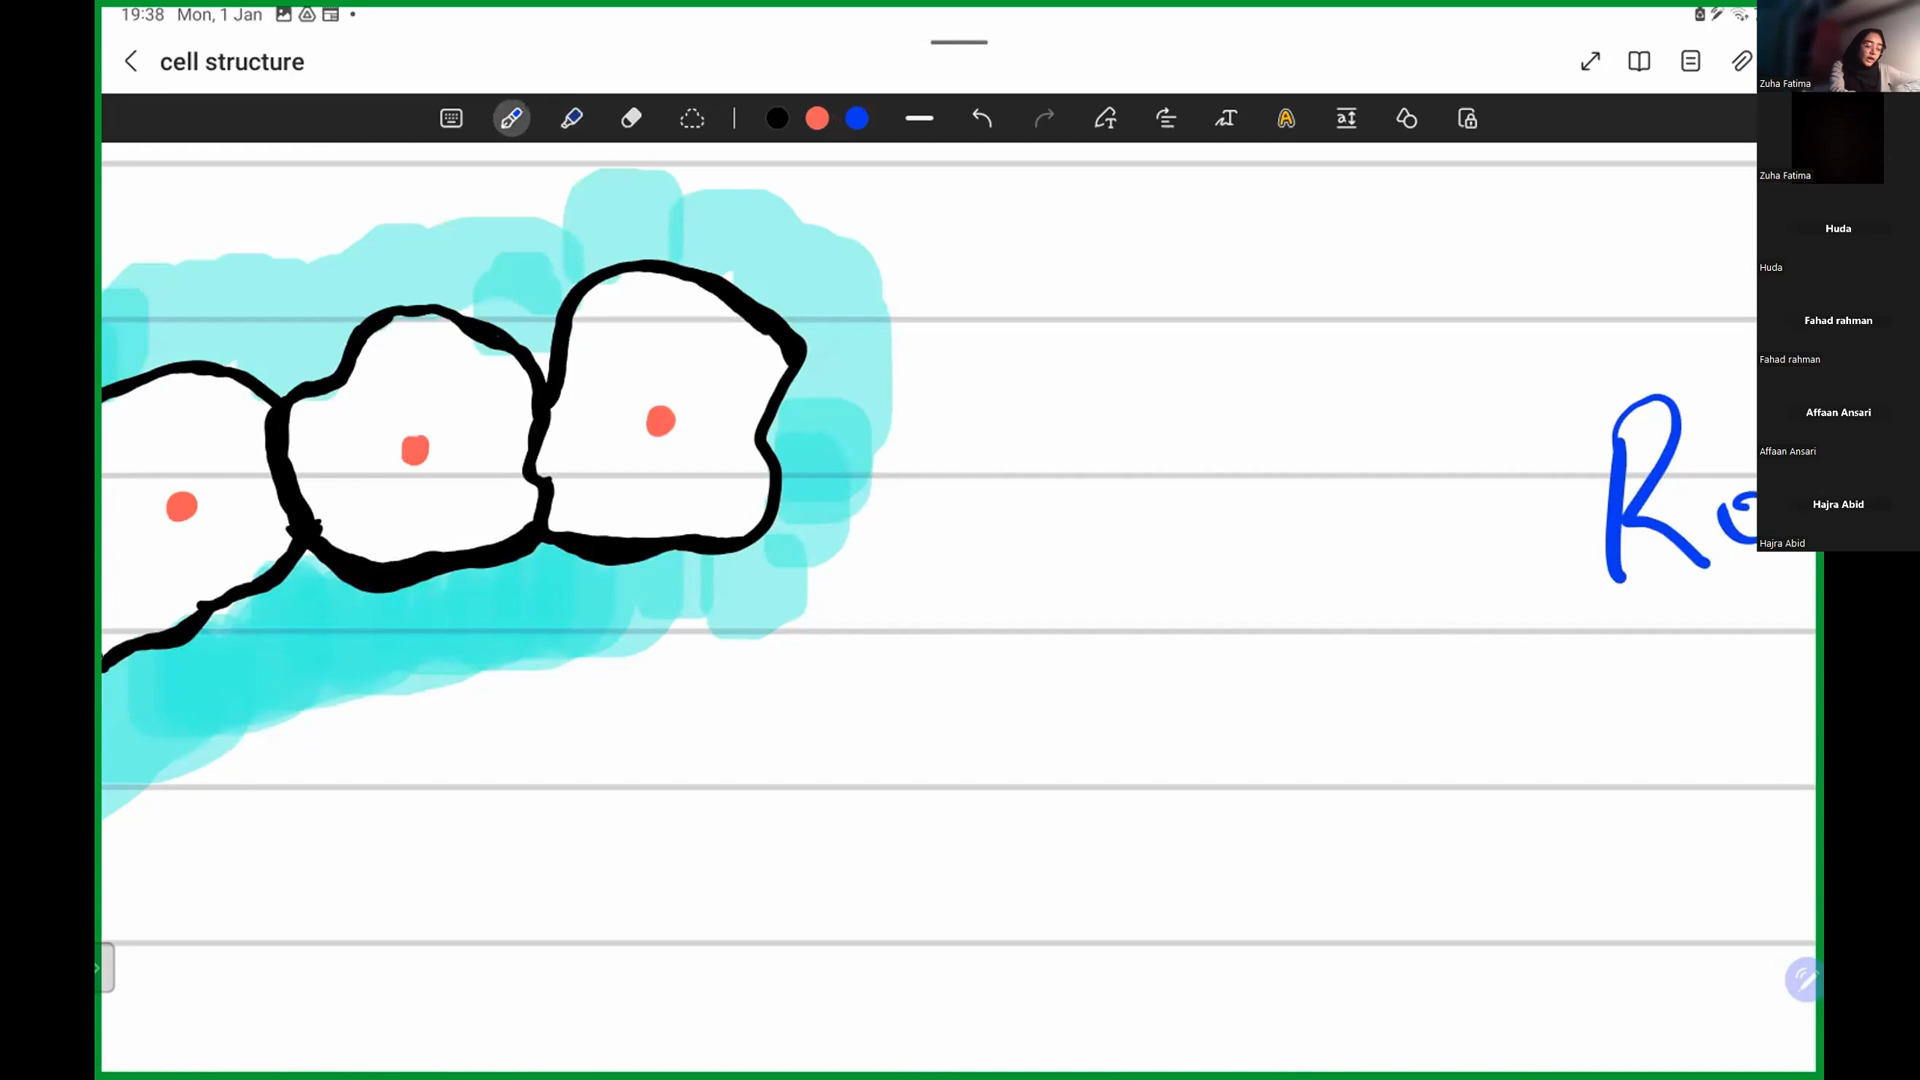 19:38 Mon, 1 Jan
cell structure
Zuha Fatima
Zuha Fatima
Huda
Huda
Fahad rahman
Fahad rahman
Affaan Ansari
Affaan Ansari
Hajra Abid
Hajra Abid
Ro